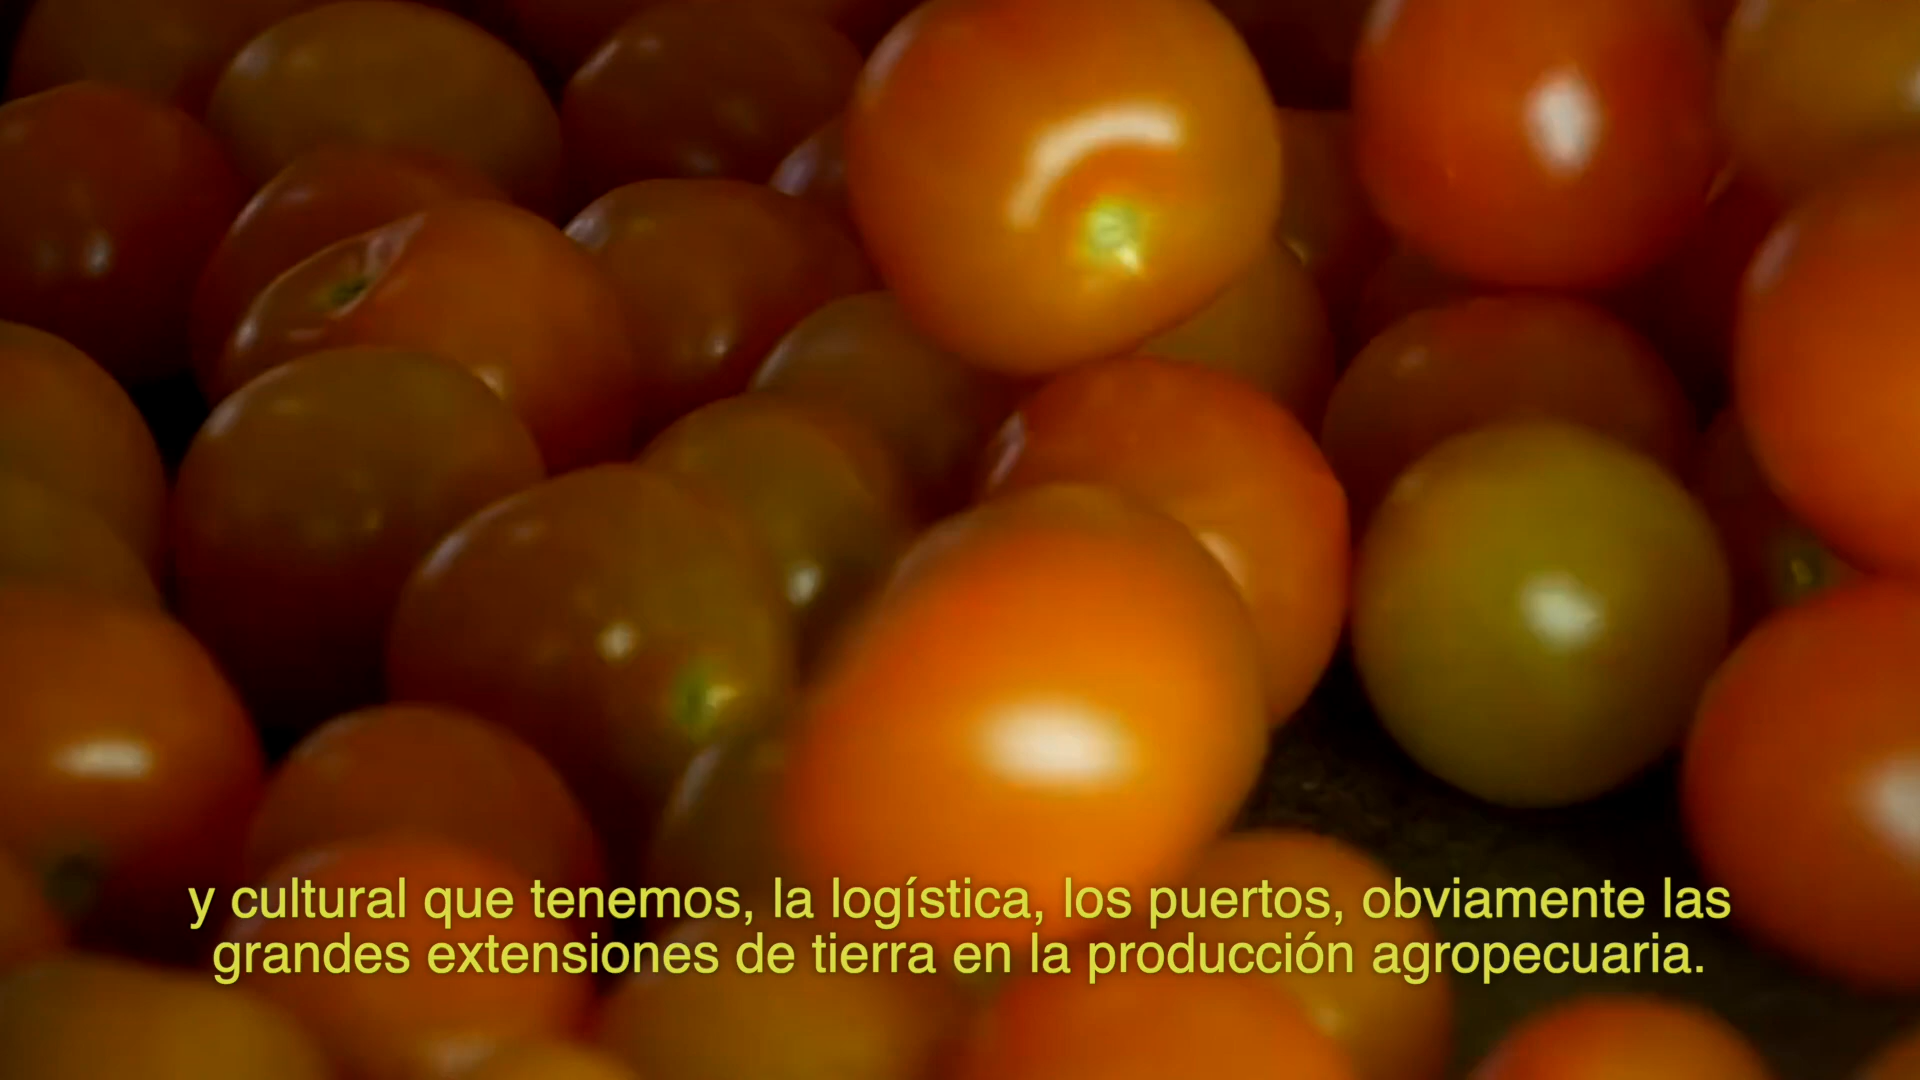 y cultural que tenemos, la logística, los puertos, obviamente las
grandes extensiones de tierra en la producción agropecuaria.